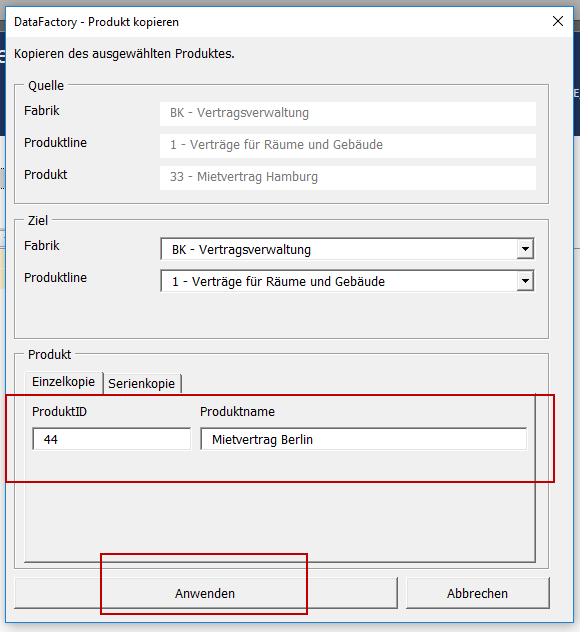 DataFactory - Produkt kopieren
Kopieren des ausgewählten Produktes.
Quelle
Fabrik BK - Vertragsverwaltung
Produktline 1 - Verträge für Räume und Gebäude
Produkt 33 - Mietvertrag Hamburg
Ziel
Fabrik BK - Vertragsverwaltung
Produktline 1 - Verträge für Räume und Gebäude
Produkt
Einzelkopie Serienkopie
ProduktID Produktname
44 Mietvertrag Berlin
Anwenden Abbrechen